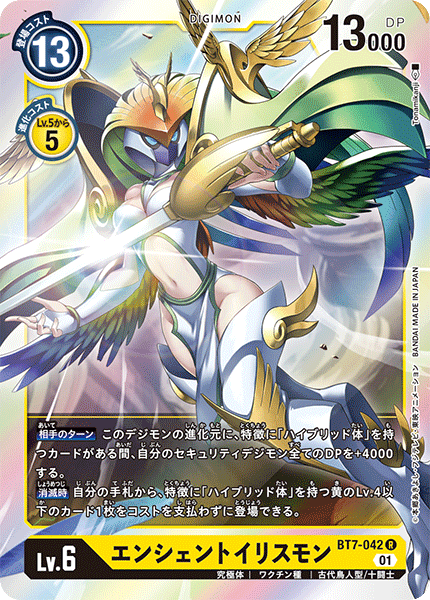 DIGIMON
登場コスト
13
DP
13000
進化コスト
Lv.5から
5
Tonamikanji
BANDAI MADE IN JAPAN
相手のターン このデジモンの進化元に、特徴に「ハイブリッド体」を持
つカードがある間、自分のセキュリティデジモン全てのDPを+4000
する。
消滅時 自分の手札から、特徴に「ハイブリッド体」を持つ黄のLv.4以
下のカード1枚をコストを支払わずに登場できる。
BT7-042 R
Lv.6
エンシェントイリスモン
01
究極体 | ワクチン種 | 古代鳥人型/十闘士